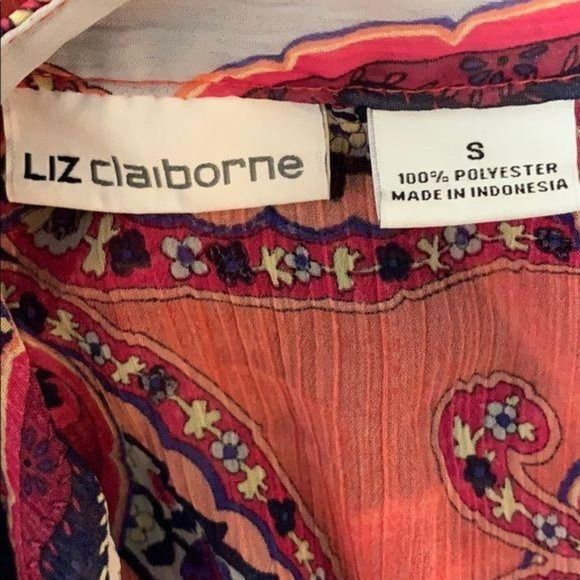 LIZ claiborne
S
100% POLYESTER
MADE IN INDONESIA